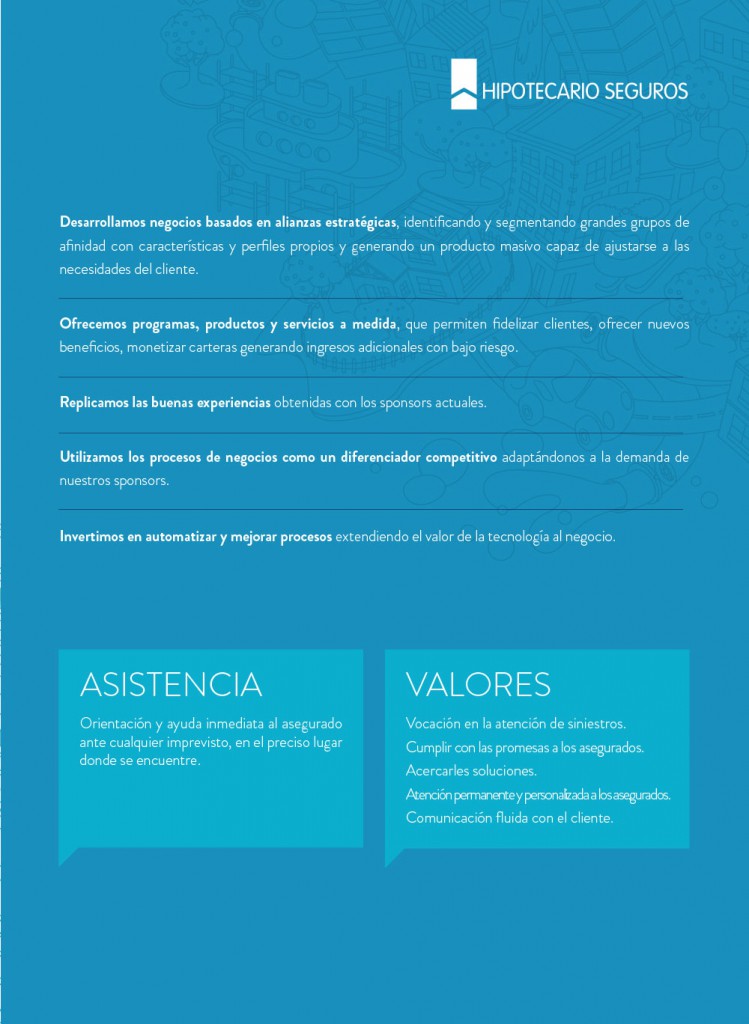 HIPOTECARIO SEGUROS
Desarrollamos negocios basados en alianzas estratégicas, identificando y segmentando grandes grupos de
afinidad con características y perfiles propios y generando un producto masivo capaz de ajustarse a las
necesidades del cliente.
Ofrecemos programas, productos y servicios a medida, que permiten fidelizar clientes, ofrecer nuevos
beneficios, monetizar carteras generando ingresos adicionales con bajo riesgo.
Replicamos las buenas experiencias obtenidas con los sponsors actuales.
Utilizamos los procesos de negocios como un diferenciador competitivo adaptándonos a la demanda de
nuestros sponsors.
Invertimos en automatizar y mejorar procesos extendiendo el valor de la tecnología al negocio.
ASISTENCIA
Orientación y ayuda inmediata al asegurado
ante cualquier imprevisto, en el preciso lugar
donde se encuentre.
VALORES
Vocación en la atención de siniestros.
Cumplir con las promesas a los asegurados.
Acercarles soluciones.
Atención permanente y personalizada a los asegurados.
Comunicación fluida con el cliente.